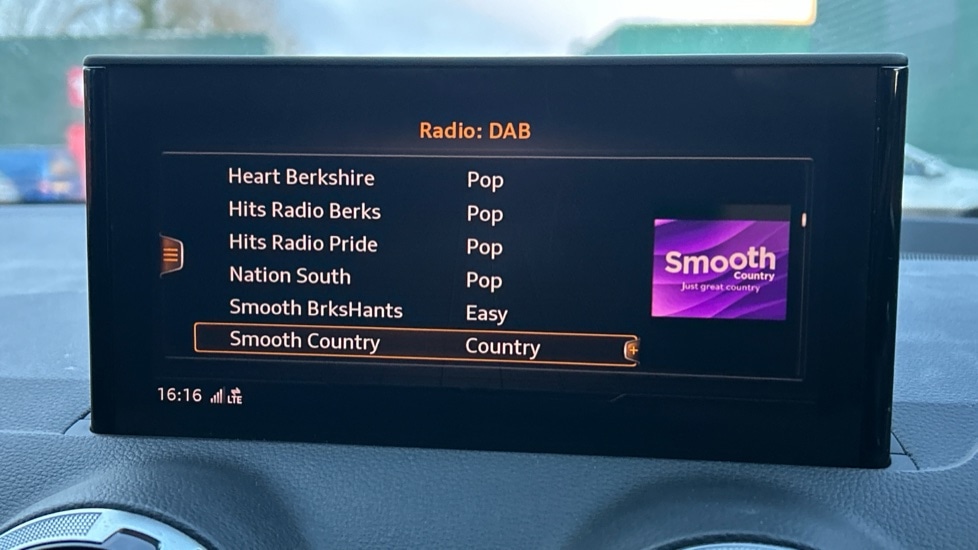 Radio: DAB
Heart Berkshire Pop
Hits Radio Berks Pop
Hits Radio Pride Pop
Nation South Pop
Smooth BrksHants Easy
Smooth Country Country
Smooth
Country
Just great country
16:16 LTE